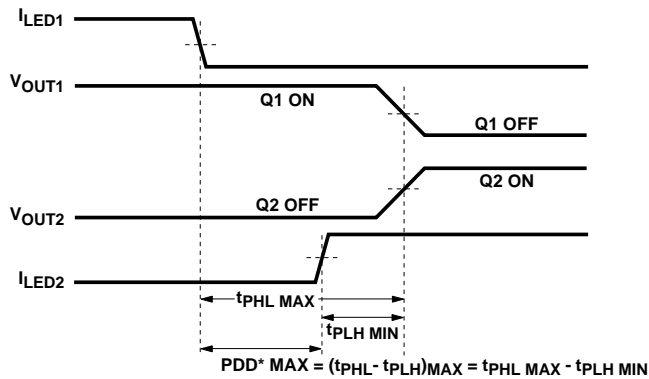 ILED1
VOUT1
Q1 ON
Q1 OFF
Q2 ON
Q2 OFF
VOUT2
ILED2
tPHL MAX
tPLH MIN
PDD* MAX = (tPHL- tPLH)MAX = tPHL MAX - tPLH MIN